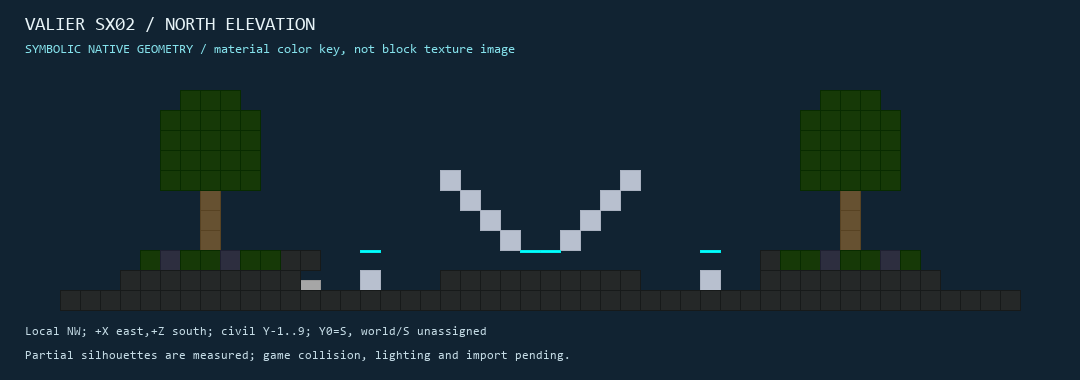 VALIER SX02 / NORTH ELEVATION
SYMBOLIC NATIVE GEOMETRY / material color key, not block texture image
Local NW; +X east,+Z south; civil Y-1..9; Y0=S, world/S unassigned
Partial silhouettes are measured; game collision, lighting and import pending.